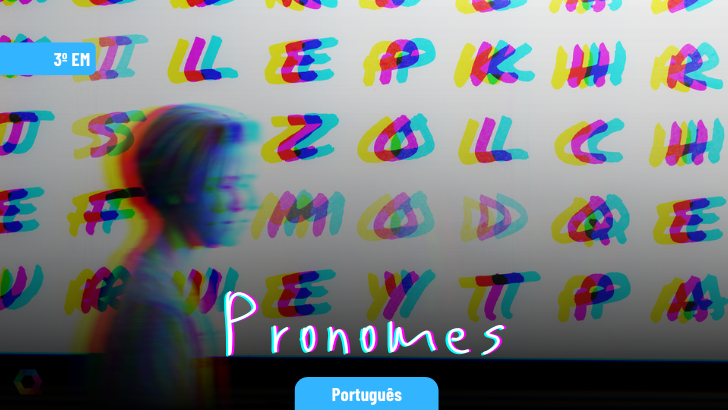 3º EM
I L E P K H R
J S Z O L C H
E F M O D Q E
R E Y T P A
Pronomes
Português